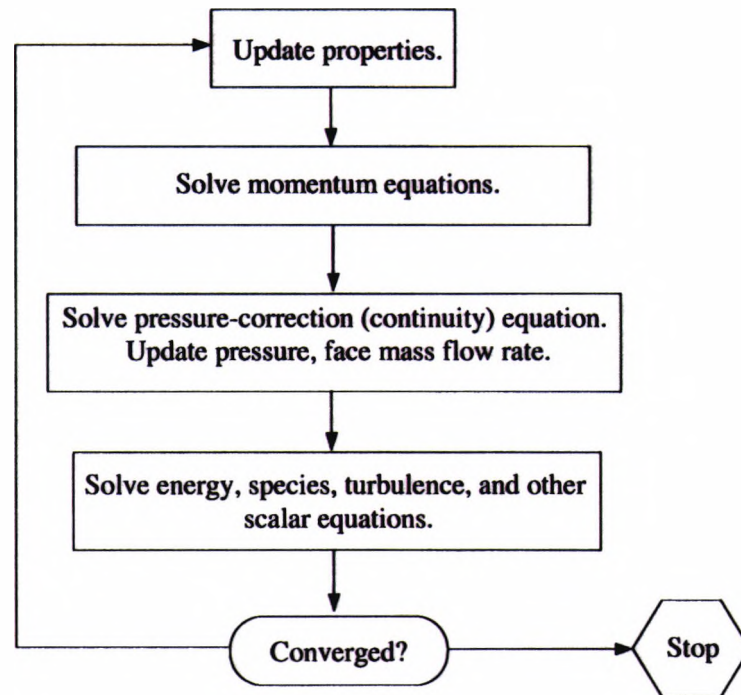 Update properties.
Solve momentum equations.
Solve pressure-correction (continuity) equation.
Update pressure, face mass flow rate.
Solve energy, species, turbulence, and other
scalar equations.
Converged?
Stop